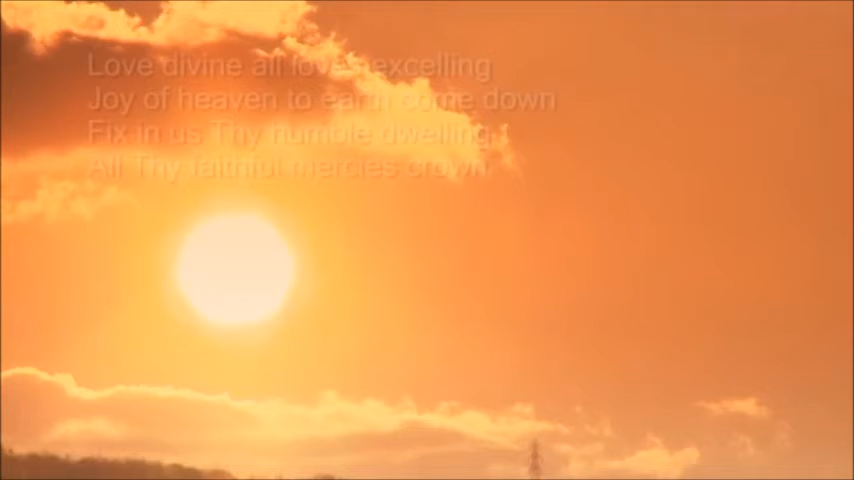 Love divine all loves excelling
Joy of heaven to earth come down
Fix in us Thy humble dwelling
All Thy faithful mercies crown